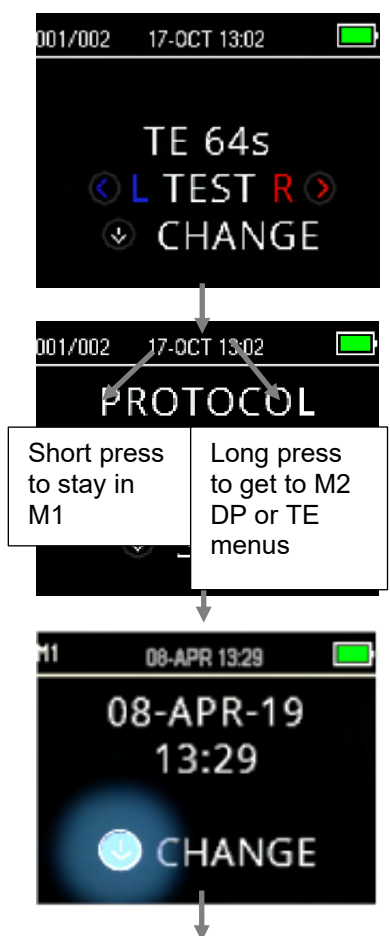 001/002 17-OCT 13:02
TE 64s
L TEST R
CHANGE
001/002 17-OCT 13:02
PROTOCOL
Short press
to stay in
M1
Long press
to get to M2
DP or TE
menus
M1 08-APR 13:29
08-APR-19
13:29
CHANGE